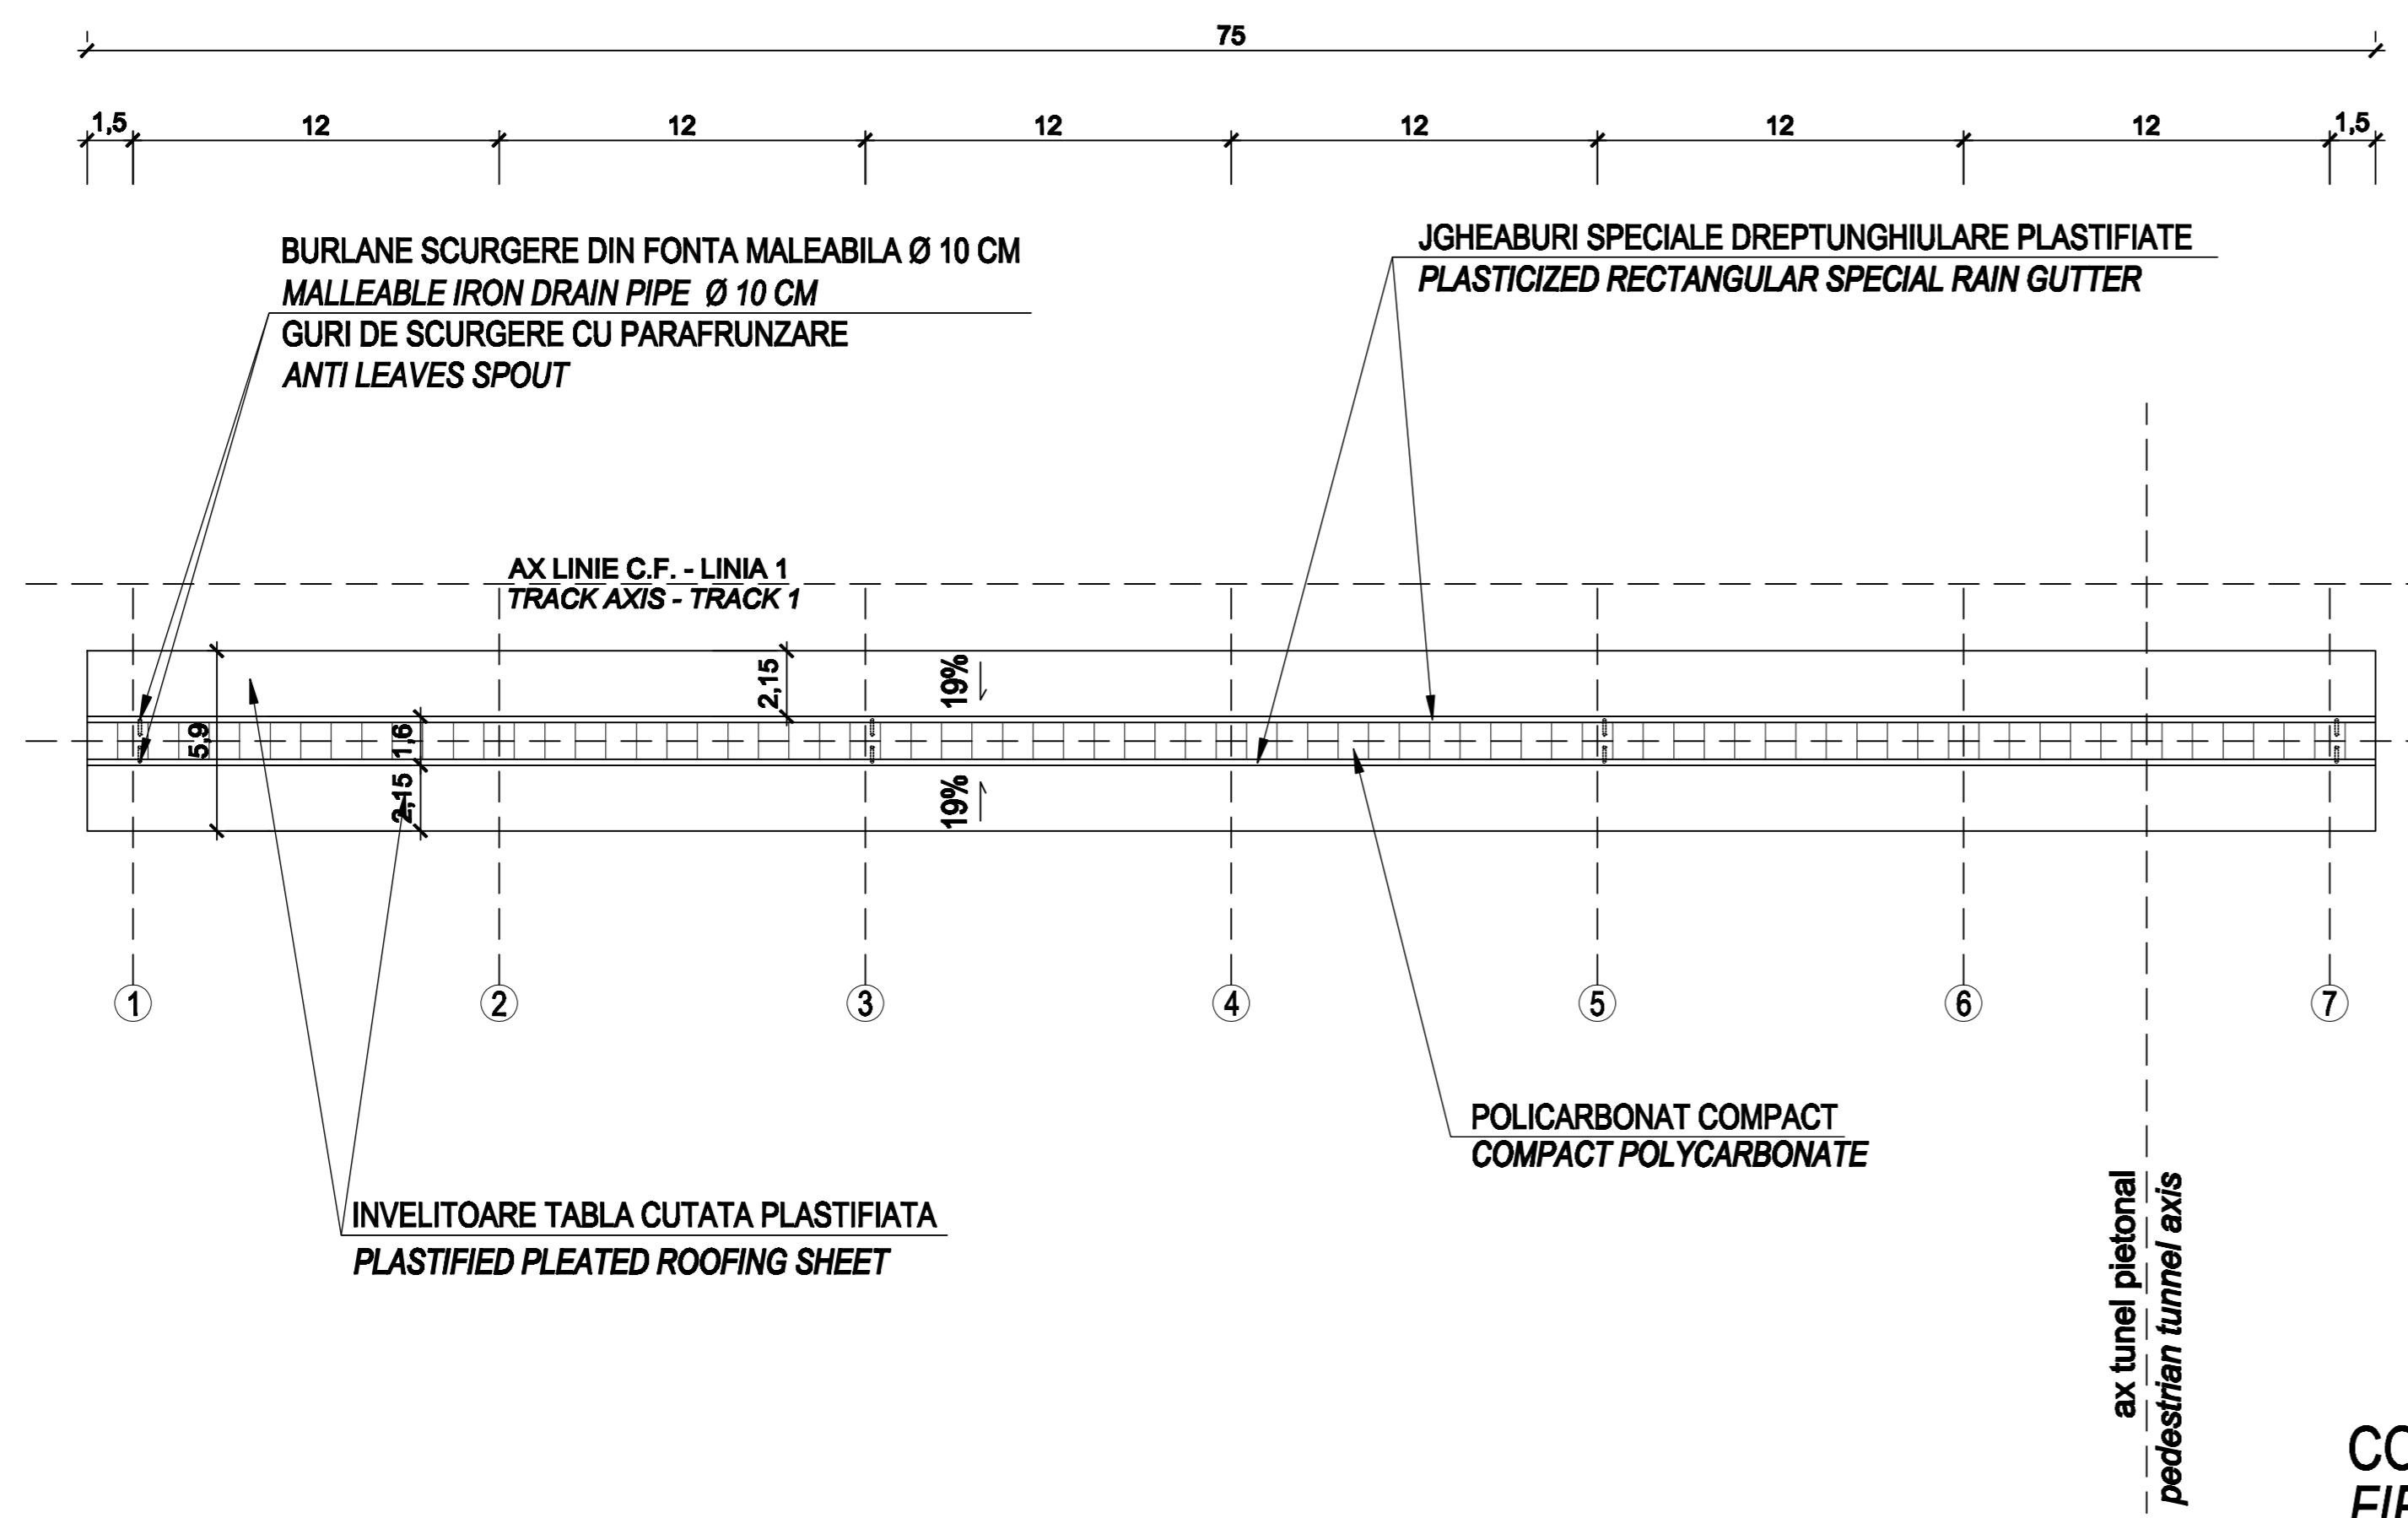 75
1,5 12 12 12 12 12 12 1,5
BURLANE SCURGERE DIN FONTA MALEABILA Ø 10 CM
MALLEABLE IRON DRAIN PIPE Ø 10 CM
GURI DE SCURGERE CU PARAFRUNZARE
ANTI LEAVES SPOUT
JGHEABURI SPECIALE DREPTUNGHIULARE PLASTIFIATE
PLASTICIZED RECTANGULAR SPECIAL RAIN GUTTER
AX LINIE C.F. - LINIA 1
TRACK AXIS - TRACK 1
2,15
19%
5,9
1,6
2,15
19%
1 2 3 4 5 6 7
POLICARBONAT COMPACT
COMPACT POLYCARBONATE
INVELITOARE TABLA CUTATA PLASTIFIATA
PLASTIFIED PLEATED ROOFING SHEET
ax tunel pietonal
pedestrian tunnel axis